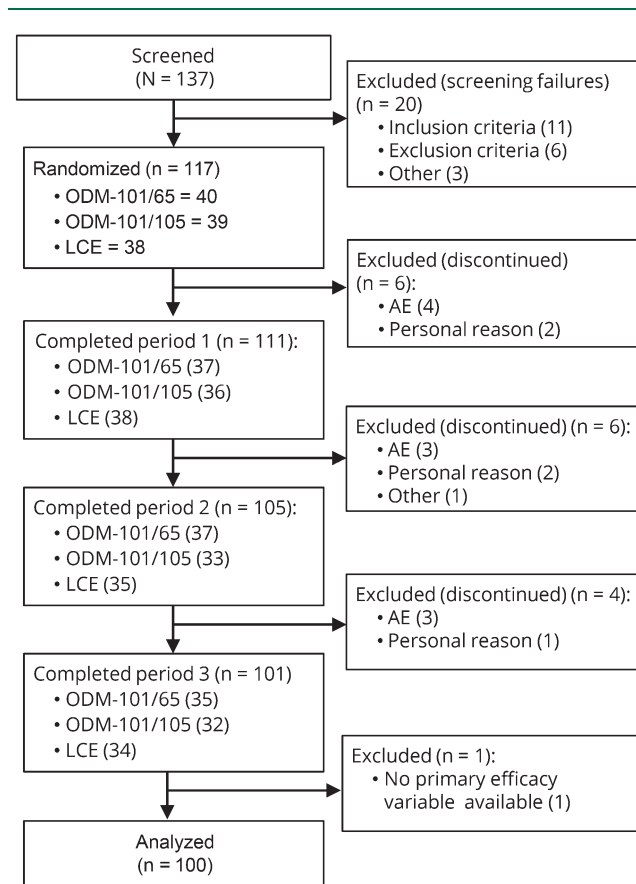 Screened
(N = 137)
Excluded (screening failures)
(n = 20)
• Inclusion criteria (11)
• Exclusion criteria (6)
• Other (3)
Randomized (n = 117)
• ODM-101/65 = 40
• ODM-101/105 = 39
• LCE = 38
Excluded (discontinued)
(n = 6):
• AE (4)
• Personal reason (2)
Completed period 1 (n = 111):
• ODM-101/65 (37)
• ODM-101/105 (36)
• LCE (38)
Excluded (discontinued) (n = 6):
• AE (3)
• Personal reason (2)
• Other (1)
Completed period 2 (n = 105):
• ODM-101/65 (37)
• ODM-101/105 (33)
• LCE (35)
Excluded (discontinued) (n = 4):
• AE (3)
• Personal reason (1)
Completed period 3 (n = 101)
• ODM-101/65 (35)
• ODM-101/105 (32)
• LCE (34)
Excluded (n = 1):
• No primary efficacy
variable available (1)
Analyzed
(n = 100)